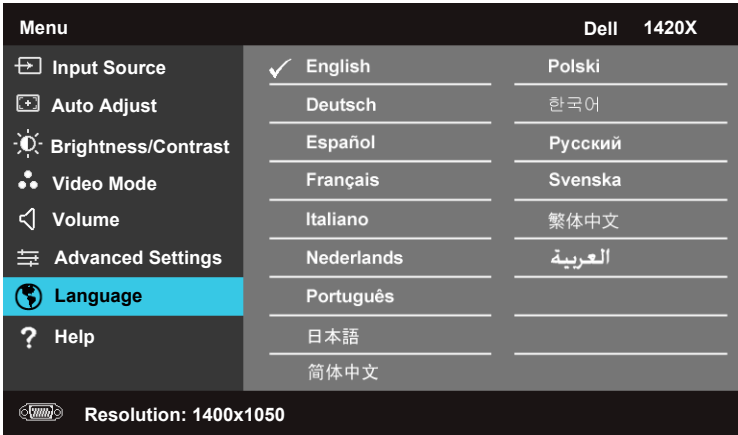 Menu
Dell 1420X
Input Source
Auto Adjust
Brightness/Contrast
Video Mode
Volume
Advanced Settings
Language
Help
English
Deutsch
Español
Français
Italiano
Nederlands
Português
日本語
简体中文
Polski
한국어
Русский
Svenska
繁体中文
العربية
Resolution: 1400x1050